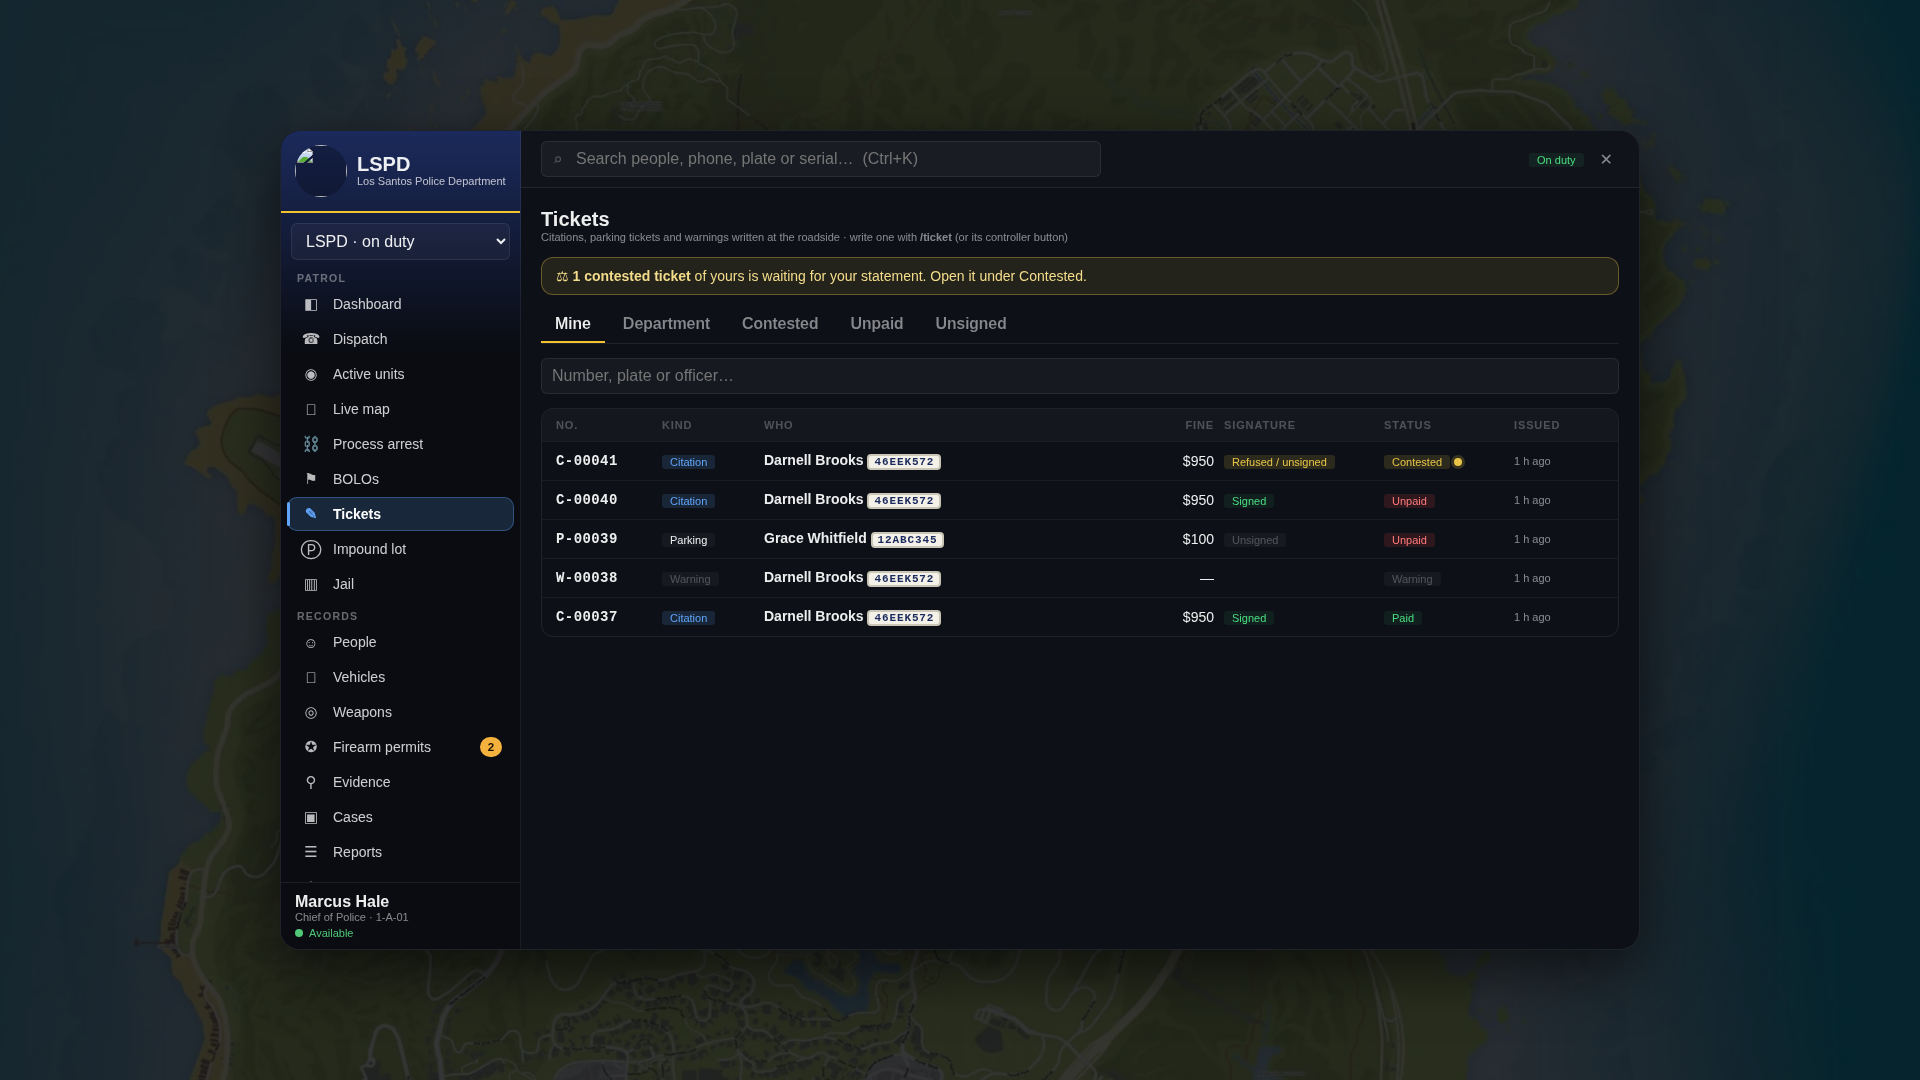 LSPD
Los Santos Police Department
LSPD · on duty
PATROL
Dashboard
Dispatch
Active units
Live map
Process arrest
BOLOs
Tickets
Impound lot
Jail
RECORDS
People
Vehicles
Weapons
Firearm permits 2
Evidence
Cases
Reports
Marcus Hale
Chief of Police · 1-A-01
Available
Search people, phone, plate or serial… (Ctrl+K)
On duty ✕
Tickets
Citations, parking tickets and warnings written at the roadside · write one with /ticket (or its controller button)
⚖ 1 contested ticket of yours is waiting for your statement. Open it under Contested.
Mine Department Contested Unpaid Unsigned
Number, plate or officer…
NO. KIND WHO FINE SIGNATURE STATUS ISSUED
C-00041 Citation Darnell Brooks 46EEK572 $950 Refused / unsigned Contested 1 h ago
C-00040 Citation Darnell Brooks 46EEK572 $950 Signed Unpaid 1 h ago
P-00039 Parking Grace Whitfield 12ABC345 $100 Unsigned Unpaid 1 h ago
W-00038 Warning Darnell Brooks 46EEK572 — Warning 1 h ago
C-00037 Citation Darnell Brooks 46EEK572 $950 Signed Paid 1 h ago